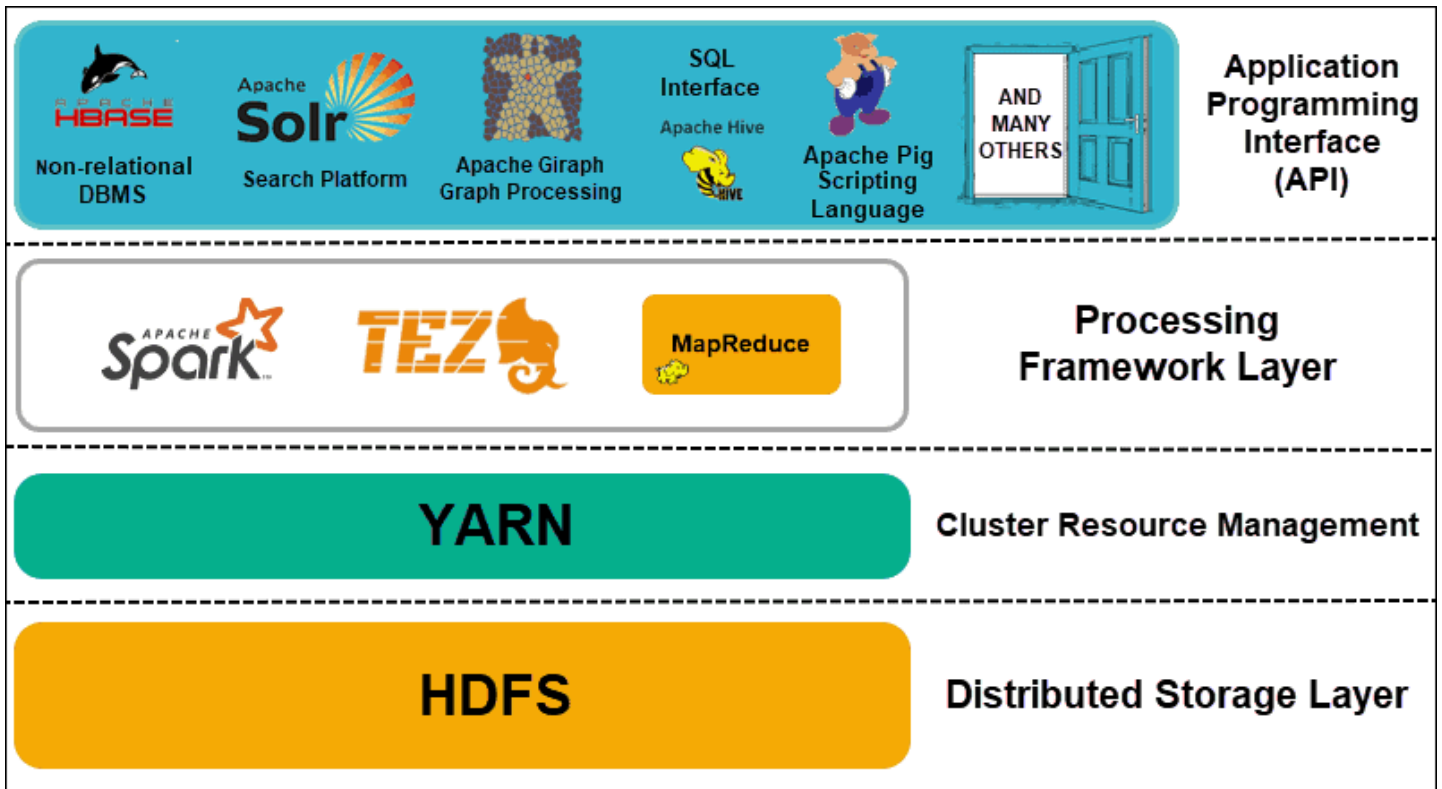 APACHE
HBASE
Non-relational
DBMS
Apache
Solr
Search Platform
Apache Giraph
Graph Processing
SQL
Interface
Apache Hive
HIVE
Apache Pig
Scripting
Language
AND
MANY
OTHERS
Application
Programming
Interface
(API)
APACHE
Spark
TM
TEZ
MapReduce
Processing
Framework Layer
YARN
Cluster Resource Management
HDFS
Distributed Storage Layer